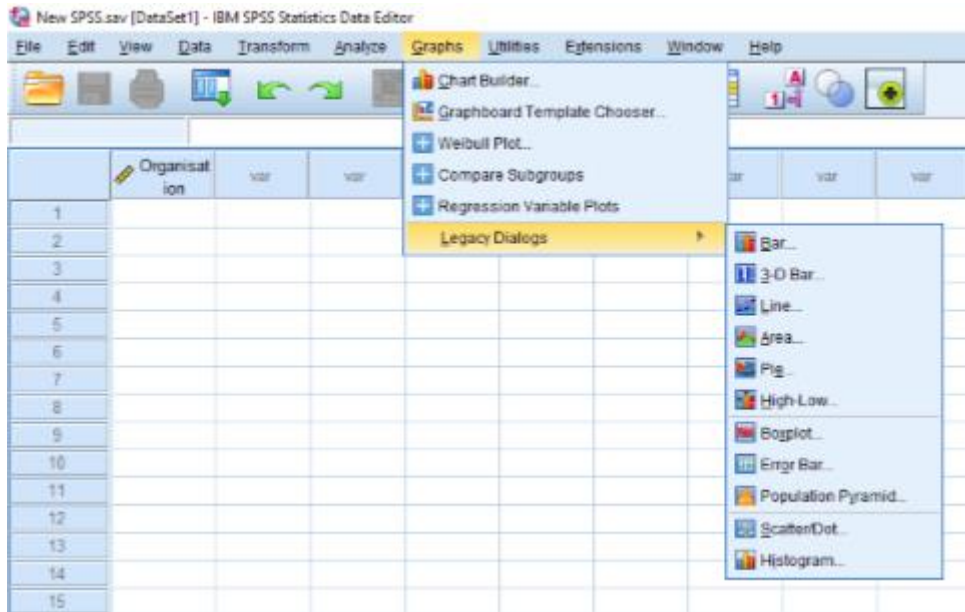 New SPSS.sav [DataSet1] - IBM SPSS Statistics Data Editor
File Edit View Data Transform Analyze Graphs Utilities Extensions Window Help
Chart Builder...
Graphboard Template Chooser...
Weibull Plot...
Compare Subgroups
Regression Variable Plots
Legacy Dialogs
Organisat
ion
var var var var
Bar...
3-D Bar...
Line...
Area...
Pie...
High-Low...
Boxplot...
Error Bar...
Population Pyramid...
Scatter/Dot...
Histogram...
1
2
3
4
5
6
7
8
9
10
11
12
13
14
15